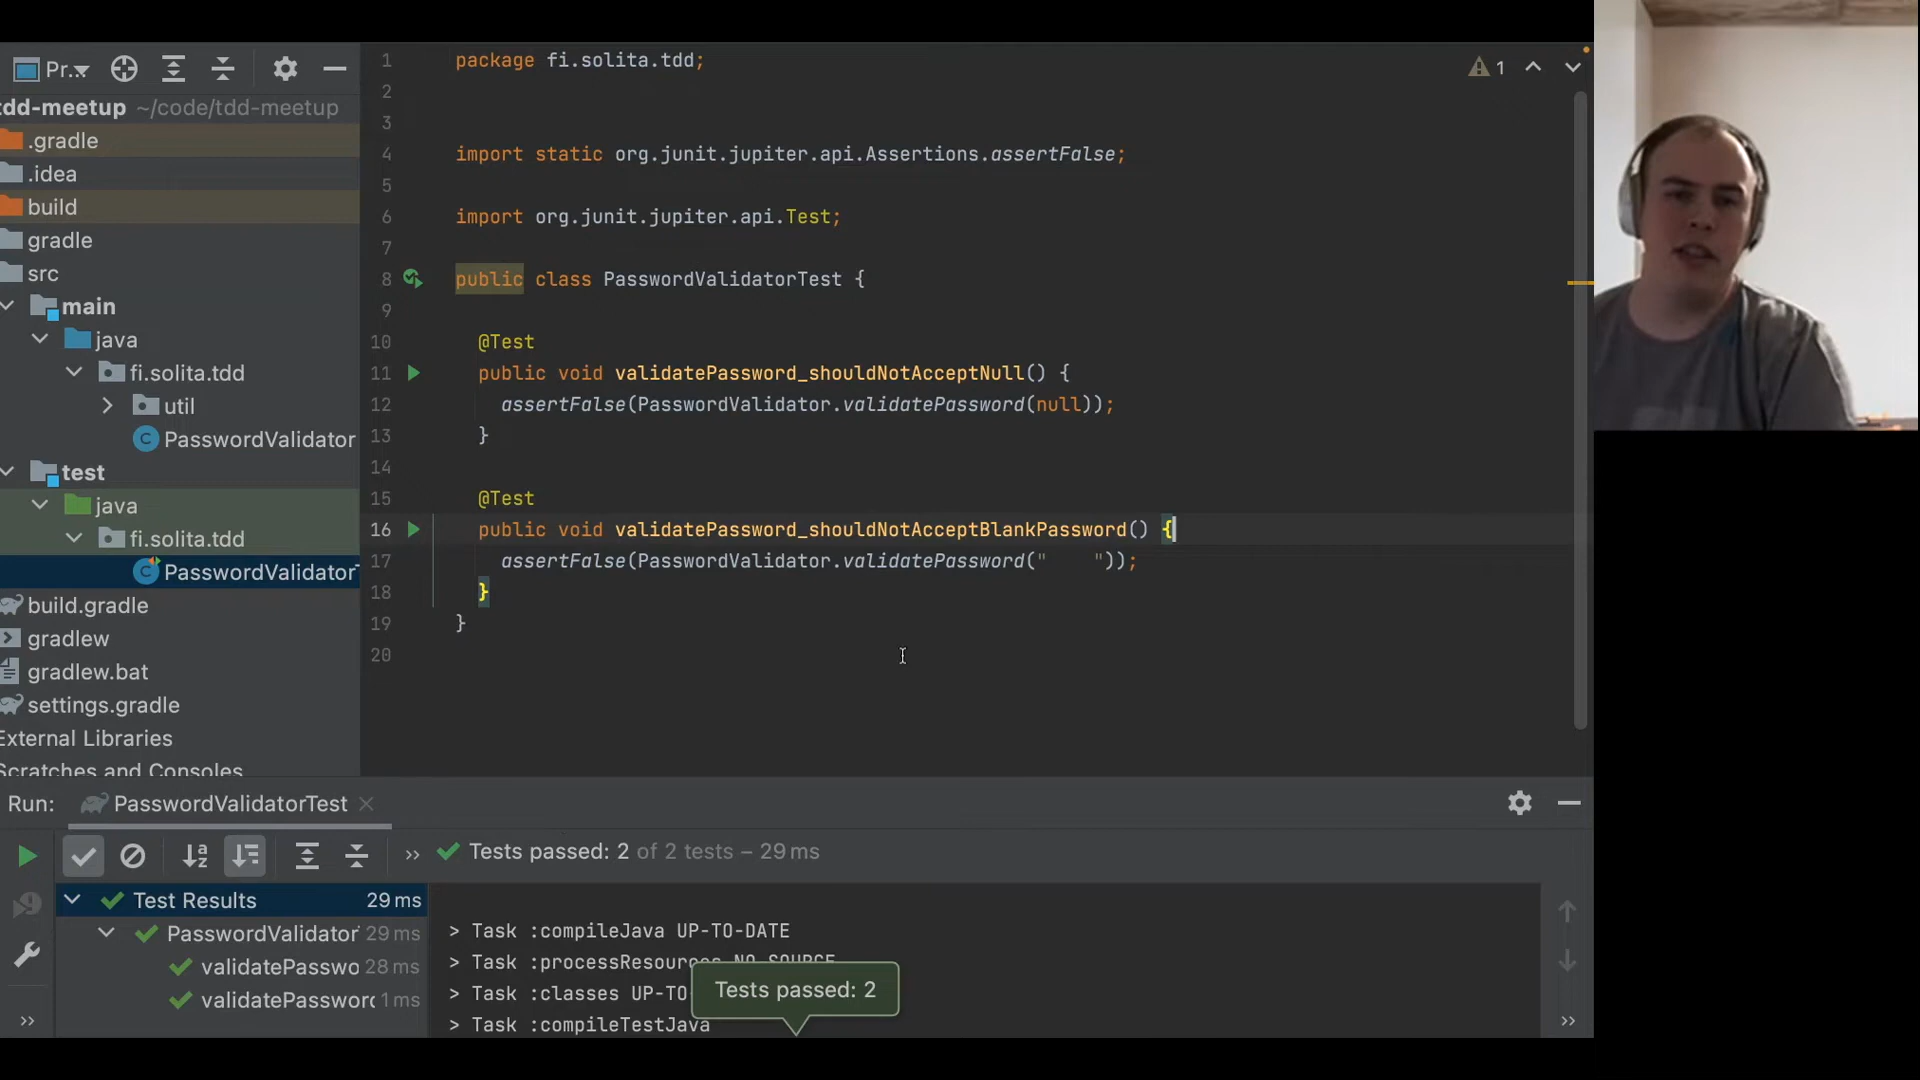 Pr...
tdd-meetup ~/code/tdd-meetup
.gradle
.idea
build
gradle
src
main
java
fi.solita.tdd
util
PasswordValidator
test
java
fi.solita.tdd
PasswordValidatorT
build.gradle
gradlew
gradlew.bat
settings.gradle
External Libraries
Scratches and Consoles
1 package fi.solita.tdd;
2
3
4 import static org.junit.jupiter.api.Assertions.assertFalse;
5
6 import org.junit.jupiter.api.Test;
7
8 public class PasswordValidatorTest {
9
10 @Test
11 public void validatePassword_shouldNotAcceptNull() {
12 assertFalse(PasswordValidator.validatePassword(null));
13 }
14
15 @Test
16 public void validatePassword_shouldNotAcceptBlankPassword() {
17 assertFalse(PasswordValidator.validatePassword("    "));
18 }
19 }
20
1
Run: PasswordValidatorTest
Tests passed: 2 of 2 tests – 29 ms
Test Results 29 ms
PasswordValidator 29 ms
validatePasswo 28 ms
validatePassword 1 ms
> Task :compileJava UP-TO-DATE
> Task :processResources NO-SOURCE
> Task :classes UP-TO-
> Task :compileTestJava
Tests passed: 2